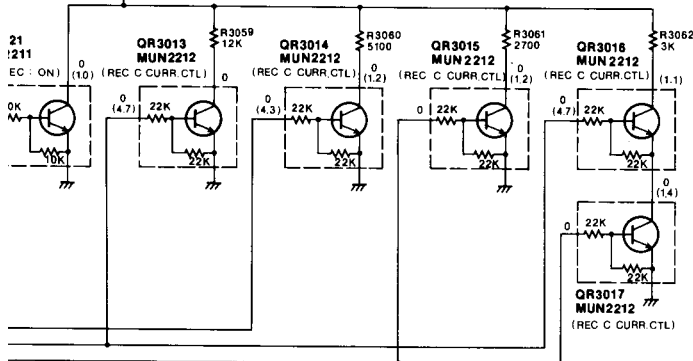 R3059
12K
R3060
5100
R3061
2700
R3062
3K
21
2211
EC : ON)
0
(1.0)
QR3013
MUN2212
(REC C CURR.CTL)
0
QR3014
MUN2212
(REC C CURR.CTL)
0
(1.2)
QR3015
MUN2212
(REC C CURR.CTL)
0
(1.2)
QR3016
MUN2212
(REC C CURR.CTL)
(1.1)
0K
10K
0
(4.7)
22K
22K
0
(4.3)
22K
22K
0
22K
22K
0
(4.7)
22K
22K
0
(1.4)
0
22K
22K
QR3017
MUN2212
(REC C CURR.CTL)